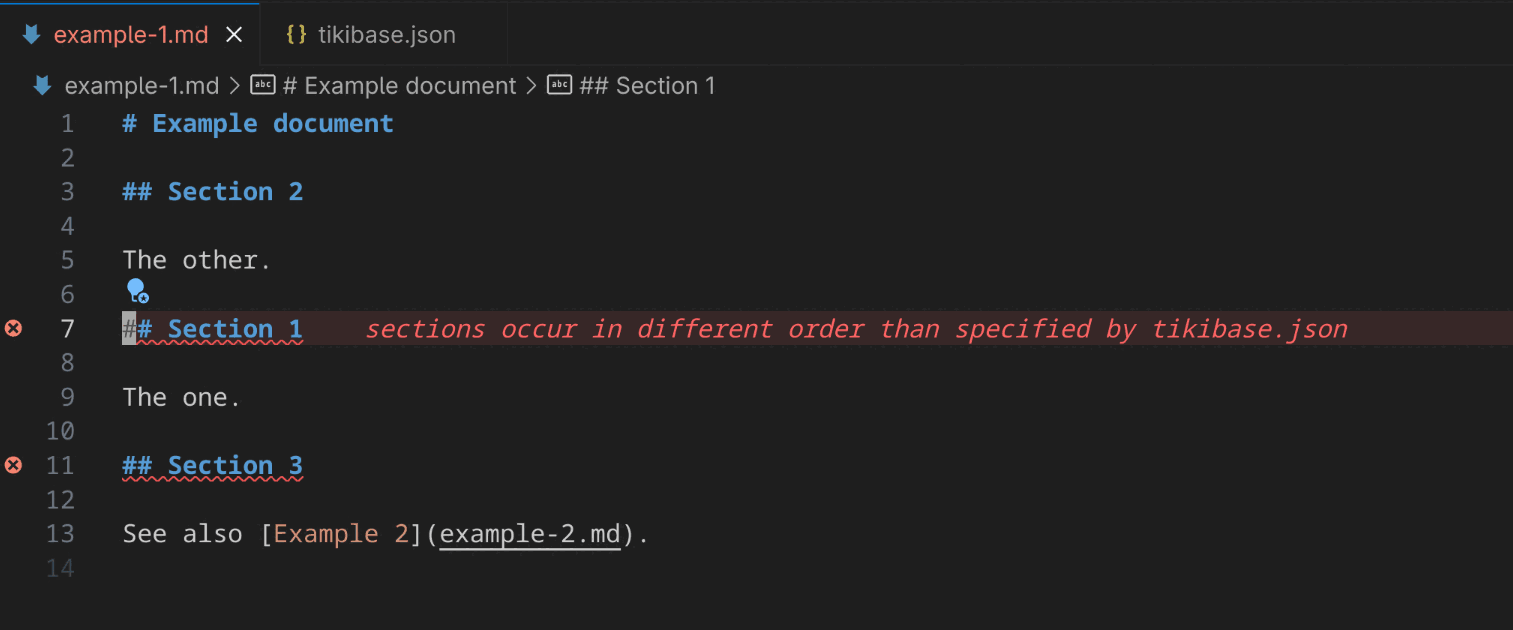 example-1.md
{} tikibase.json
example-1.md > abc # Example document > abc ## Section 1
1 # Example document
2
3 ## Section 2
4
5 The other.
6
7 ## Section 1 sections occur in different order than specified by tikibase.json
8
9 The one.
10
11 ## Section 3
12
13 See also [Example 2](example-2.md).
14